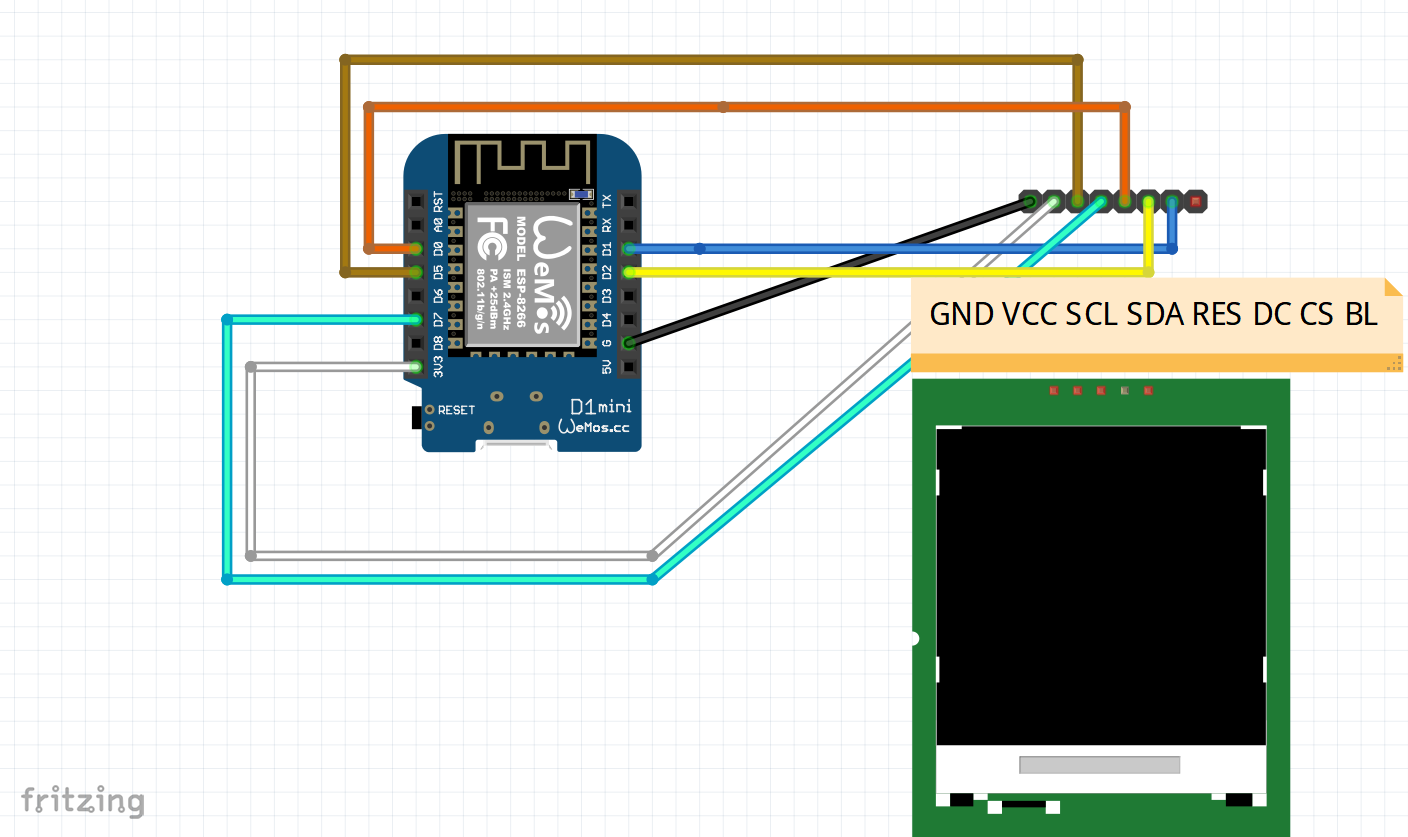 RST
A0
D0
D5
D6
D7
D8
3V3
TX
RX
D1
D2
D3
D4
G
5V
WeMos
MODEL ESP-8266
ISM 2.4GHz
PA +25dBm
802.11b/g/n
FC
RESET
D1mini
WeMos.cc
GND VCC SCL SDA RES DC CS BL
fritzing